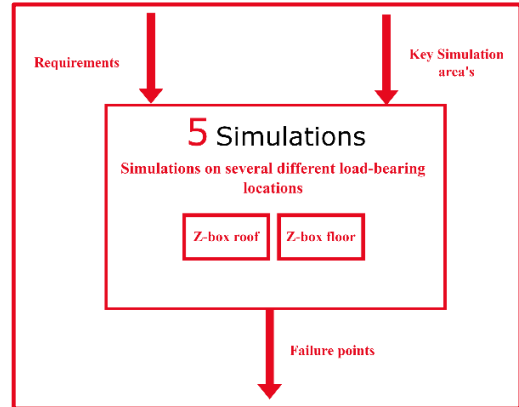 Requirements
Key Simulation
area's
5 Simulations
Simulations on several different load-bearing
locations
Z-box roof
Z-box floor
Failure points